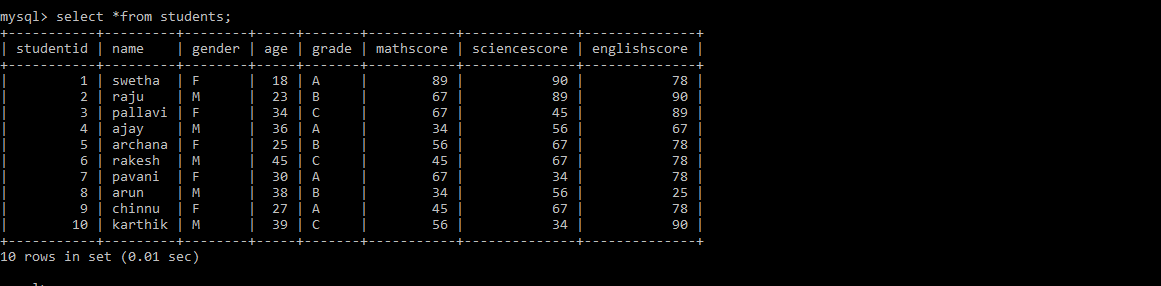 mysql> select *from students;
+-----------+---------+--------+-----+-------+-----------+--------------+--------------+
| studentid | name    | gender | age | grade | mathscore | sciencescore | englishscore |
+-----------+---------+--------+-----+-------+-----------+--------------+--------------+
|         1 | swetha  | F      |  18 | A     |        89 |           90 |           78 |
|         2 | raju    | M      |  23 | B     |        67 |           89 |           90 |
|         3 | pallavi | F      |  34 | C     |        67 |           45 |           89 |
|         4 | ajay    | M      |  36 | A     |        34 |           56 |           67 |
|         5 | archana | F      |  25 | B     |        56 |           67 |           78 |
|         6 | rakesh  | M      |  45 | C     |        45 |           67 |           78 |
|         7 | pavani  | F      |  30 | A     |        67 |           34 |           78 |
|         8 | arun    | M      |  38 | B     |        34 |           56 |           25 |
|         9 | chinnu  | F      |  27 | A     |        45 |           67 |           78 |
|        10 | karthik | M      |  39 | C     |        56 |           34 |           90 |
+-----------+---------+--------+-----+-------+-----------+--------------+--------------+
10 rows in set (0.01 sec)